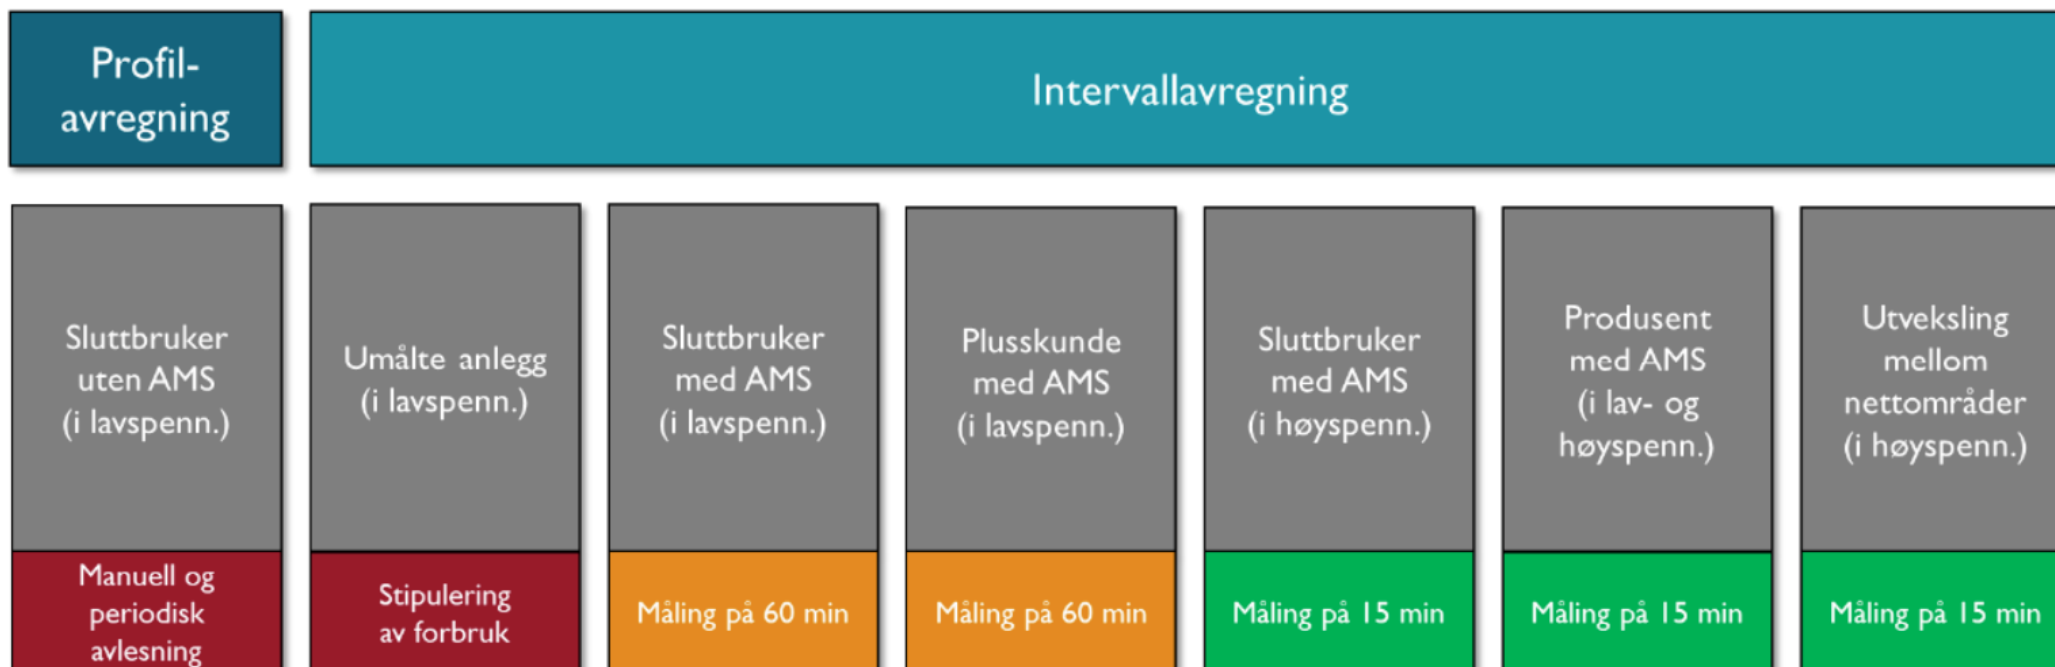 Profil-
avregning
Intervallavregning
Sluttbruker
uten AMS
(i lavspenn.)
Manuell og
periodisk
avlesning
Umålte anlegg
(i lavspenn.)
Stipulering
av forbruk
Sluttbruker
med AMS
(i lavspenn.)
Måling på 60 min
Plusskunde
med AMS
(i lavspenn.)
Måling på 60 min
Sluttbruker
med AMS
(i høyspenn.)
Måling på 15 min
Produsent
med AMS
(i lav- og
høyspenn.)
Måling på 15 min
Utveksling
mellom
nettområder
(i høyspenn.)
Måling på 15 min